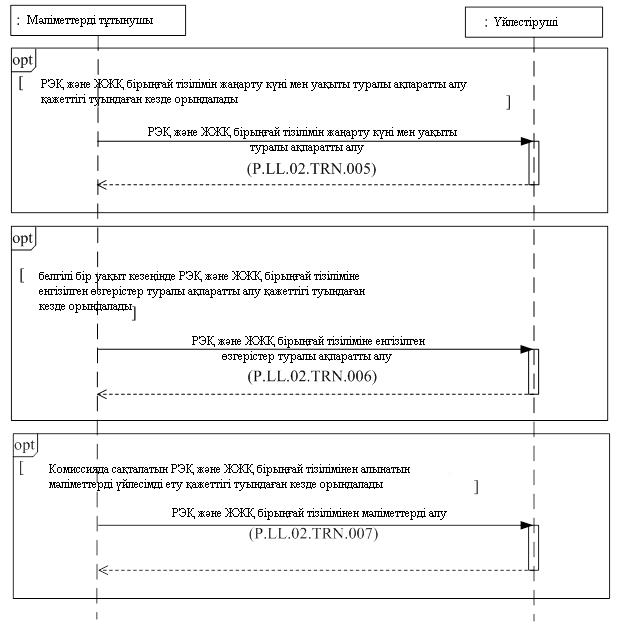 : Мәліметтерді тұтынушы
: Үйлестіруші
opt
[ РЭҚ және ЖЖҚ бірыңғай тізілімін жаңарту күні мен уақыты туралы ақпаратты алу
қажеттігі туындаған кезде орындалады ]
РЭҚ және ЖЖҚ бірыңғай тізілімін жаңарту күні мен уақыты
туралы ақпаратты алу
(P.LL.02.TRN.005)
opt
[ белгілі бір уақыт кезеңінде РЭҚ және ЖЖҚ бірыңғай тізіліміне
енгізілген өзгерістер туралы ақпаратты алу қажеттігі туындаған
кезде орындалады ]
РЭҚ және ЖЖҚ бірыңғай тізіліміне енгізілген
өзгерістер туралы ақпаратты алу
(P.LL.02.TRN.006)
opt
[ Комиссияда сақталатын РЭҚ және ЖЖҚ бірыңғай тізілімінен алынатын
мәліметтерді үйлесімді ету қажеттігі туындаған кезде орындалады ]
РЭҚ және ЖЖҚ бірыңғай тізілімінен мәліметтерді алу
(P.LL.02.TRN.007)